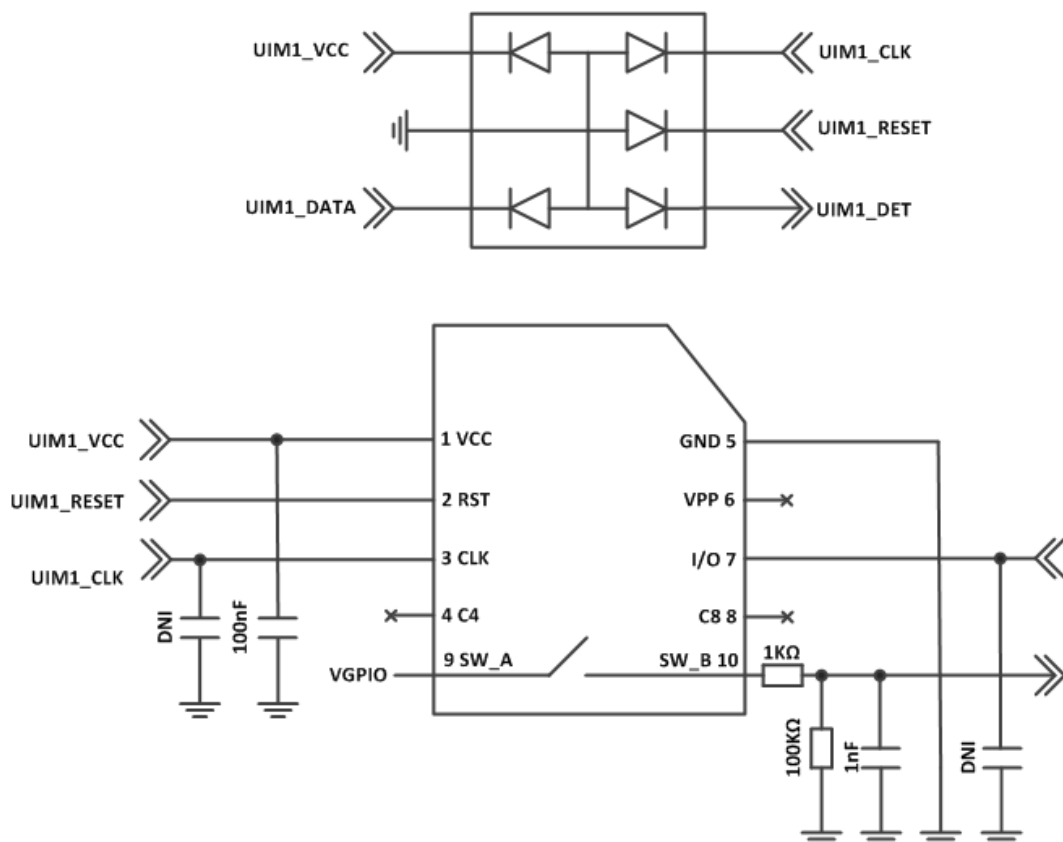 UIM1_VCC
UIM1_CLK
UIM1_RESET
UIM1_DATA
UIM1_DET
UIM1_VCC
1 VCC
GND 5
UIM1_RESET
2 RST
VPP 6
UIM1_CLK
3 CLK
I/O 7
DNI
100nF
4 C4
C8 8
VGPIO
9 SW_A
SW_B 10
1KΩ
100KΩ
1nF
DNI